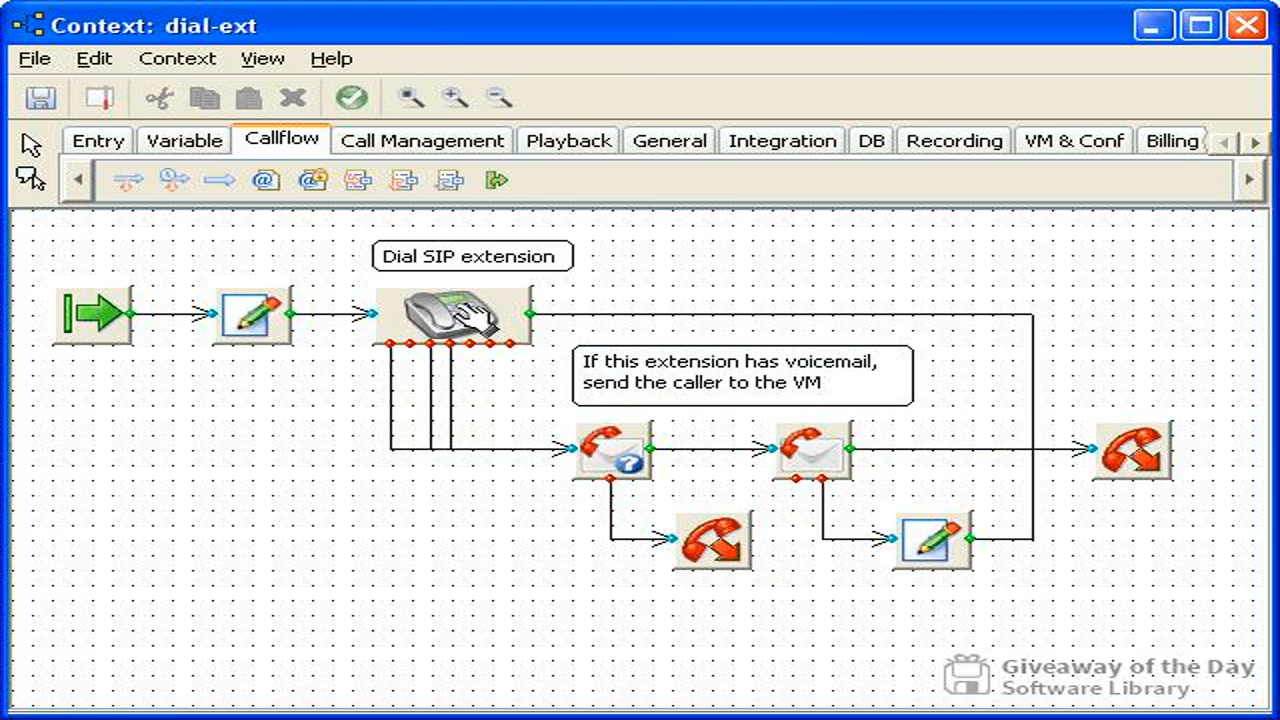 Context: dial-ext
File Edit Context View Help
Entry Variable Callflow Call Management Playback General Integration DB Recording VM & Conf Billing
Dial SIP extension
If this extension has voicemail,
send the caller to the VM
Giveaway of the Day
Software Library